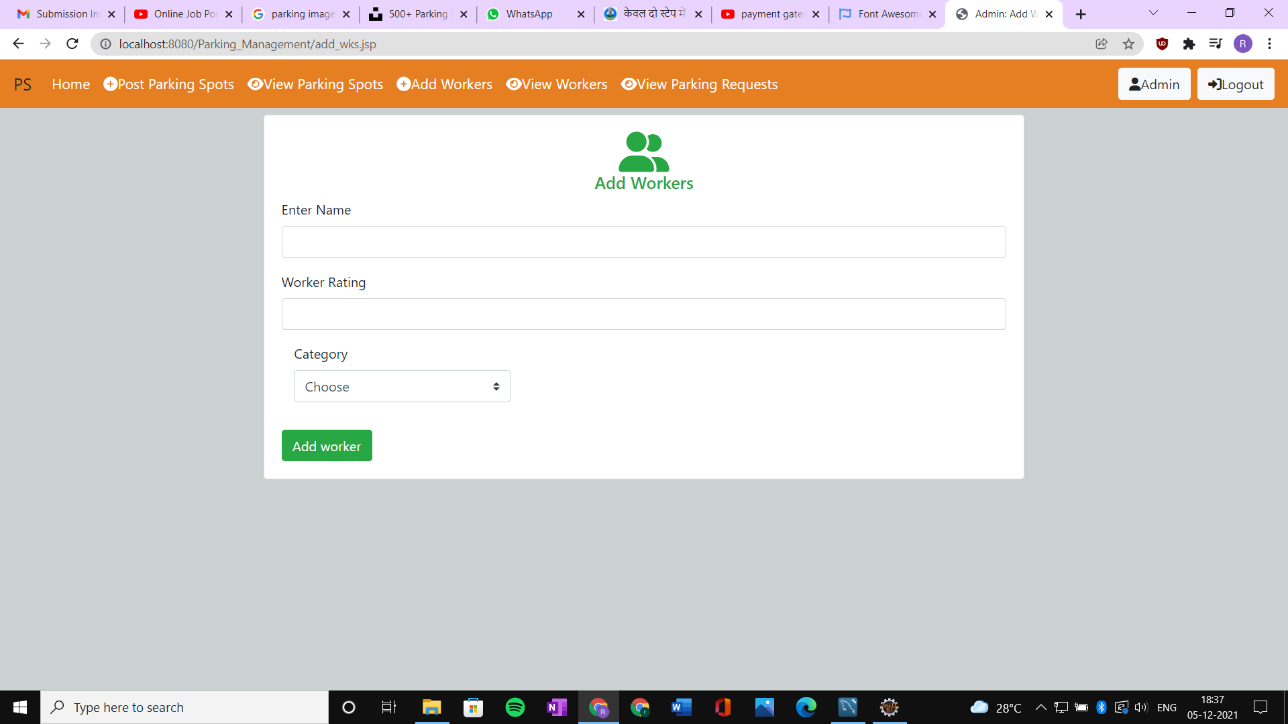 Submission In
Online Job Po
parking image
500+ Parking
WhatsApp
केवल दो स्टेप में
payment gate
Font Awesom
Admin: Add W
localhost:8080/Parking_Management/add_wks.jsp
PS Home Post Parking Spots View Parking Spots Add Workers View Workers View Parking Requests Admin Logout
Add Workers
Enter Name
Worker Rating
Category
Choose
Add worker
Type here to search
28°C ENG
18:37
05-12-2021